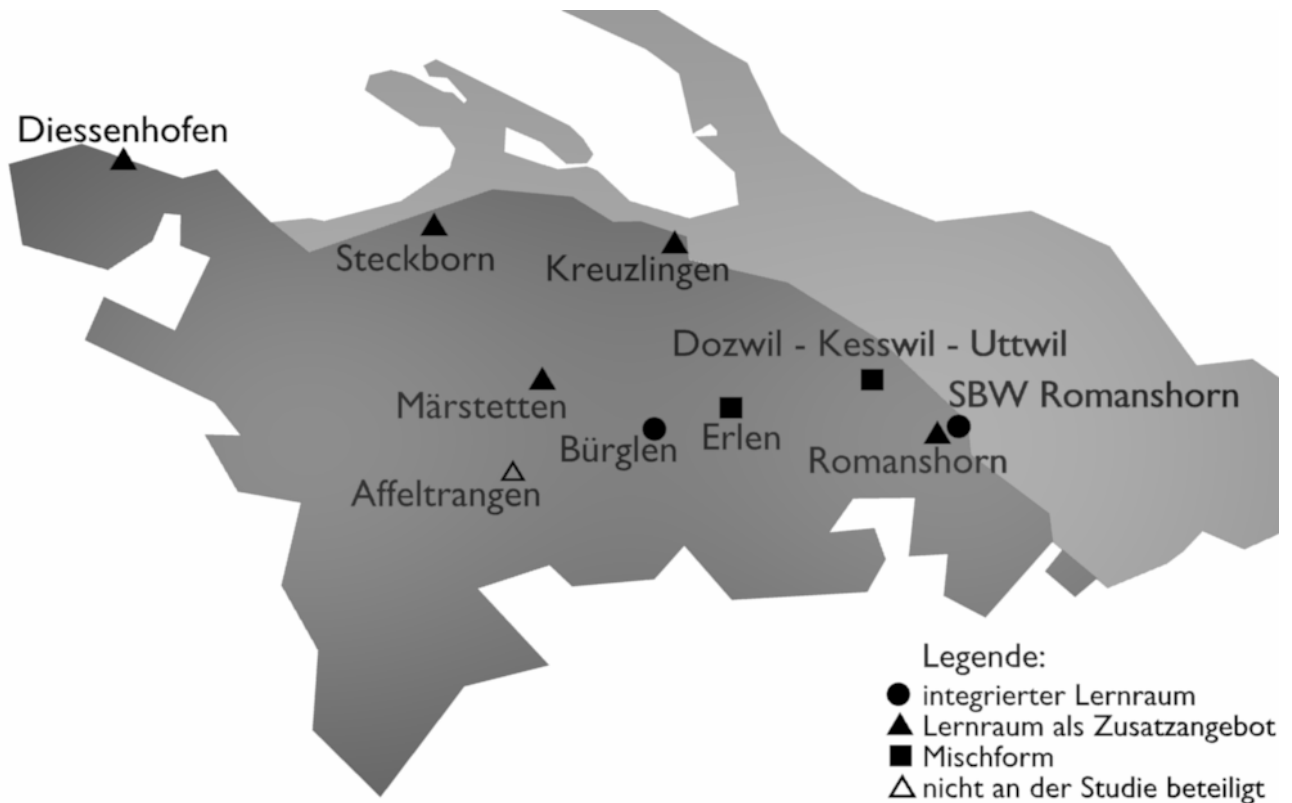 Diessenhofen
Steckborn
Kreuzlingen
Dozwil - Kesswil - Uttwil
SBW Romanshorn
Märstetten
Bürglen
Erlen
Romanshorn
Affeltrangen
Legende:
integrierter Lernraum
Lernraum als Zusatzangebot
Mischform
nicht an der Studie beteiligt